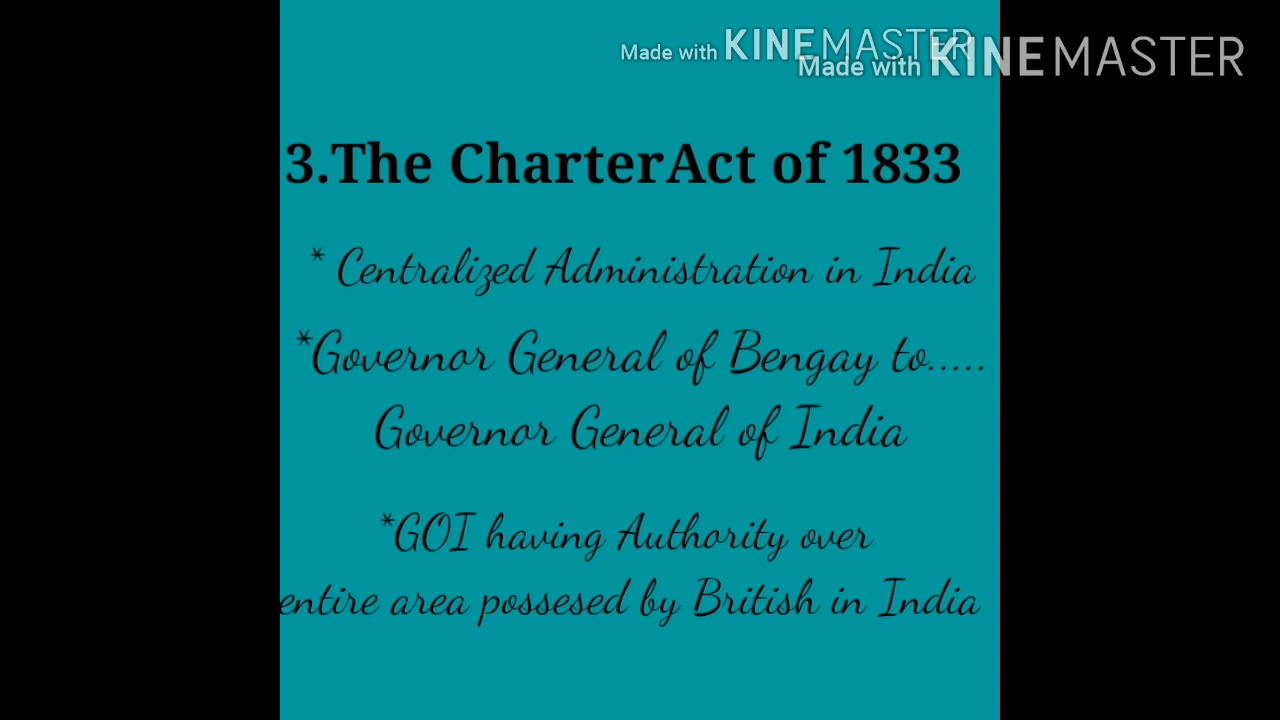 Made with KINEMASTER
Made with KINEMASTER
3.The CharterAct of 1833
* Centralized Administration in India
*Governor General of Bengay to.....
Governor General of India
*GOI having Authority over
entire area possesed by British in India